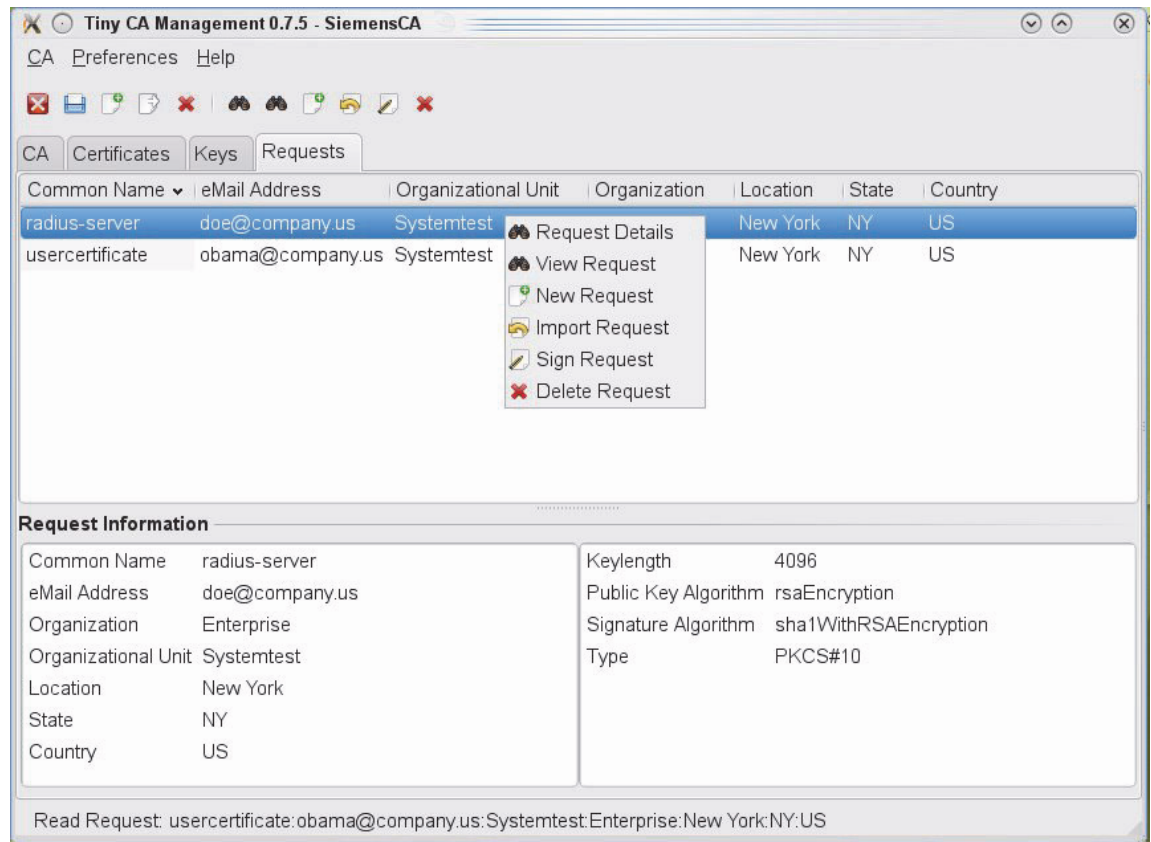 Tiny CA Management 0.7.5 - SiemensCA
CA Preferences Help
CA Certificates Keys Requests
Common Name eMail Address Organizational Unit Organization Location State Country
radius-server doe@company.us Systemtest New York NY US
usercertificate obama@company.us Systemtest New York NY US
Request Details
View Request
New Request
Import Request
Sign Request
Delete Request
Request Information
Common Name radius-server
eMail Address doe@company.us
Organization Enterprise
Organizational Unit Systemtest
Location New York
State NY
Country US
Keylength 4096
Public Key Algorithm rsaEncryption
Signature Algorithm sha1WithRSAEncryption
Type PKCS#10
Read Request: usercertificate:obama@company.us:Systemtest:Enterprise:New York:NY:US